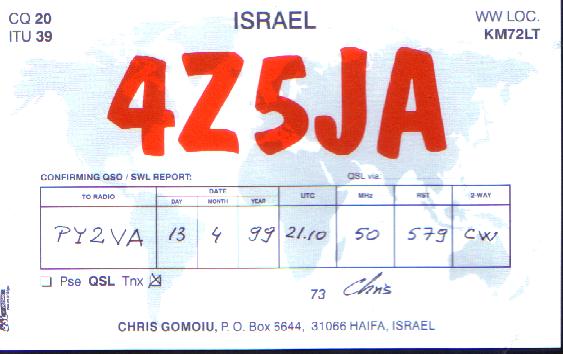 CQ 20
ITU 39
ISRAEL
WW LOC.
KM72LT
4Z5JA
CONFIRMING QSO / SWL REPORT:
QSL via:
TO RADIO DATE UTC MHz RST 2-WAY
DAY MONTH YEAR
PY2VA 13 4 99 21.10 50 579 CW
Pse QSL Tnx
73 Chris
CHRIS GOMOIU, P. O. Box 6644, 31066 HAIFA, ISRAEL